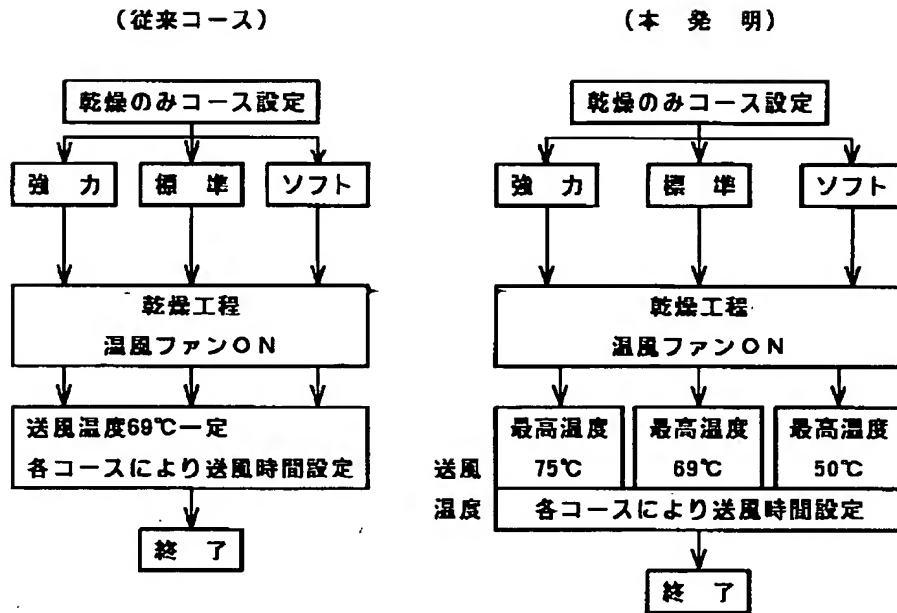 （従来コース）
乾燥のみコース設定
強 力
標 準
ソフト
乾燥工程
温風ファンON
送風温度69℃一定
各コースにより送風時間設定
終 了
（本 発 明）
乾燥のみコース設定
強 力
標 準
ソフト
乾燥工程
温風ファンON
送風
温度
最高温度
75℃
最高温度
69℃
最高温度
50℃
各コースにより送風時間設定
終 了